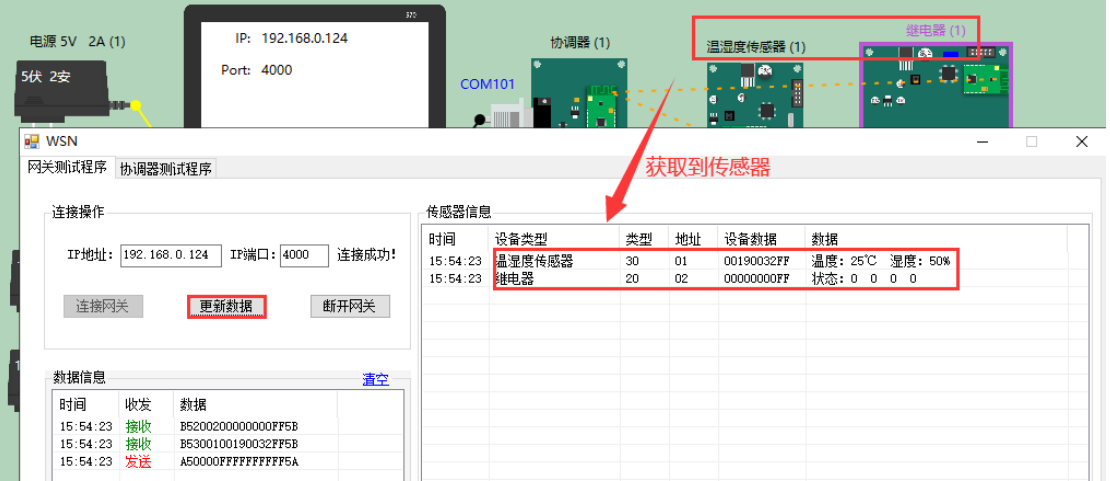 电源 5V 2A (1)
5伏 2安
IP: 192.168.0.124
Port: 4000
COM101
协调器 (1)
温湿度传感器 (1)
继电器 (1)
WSN
网关测试程序 协调器测试程序
获取到传感器
连接操作
IP地址: 192.168.0.124 IP端口: 4000 连接成功!
连接网关 更新数据 断开网关
传感器信息
时间 设备类型 类型 地址 设备数据 数据
15:54:23 温湿度传感器 30 01 00190032FF 温度: 25℃ 湿度: 50%
15:54:23 继电器 20 02 00000000FF 状态: 0 0 0 0
数据信息 清空
时间 收发 数据
15:54:23 接收 B5200200000000FF5B
15:54:23 接收 B5300100190032FF5B
15:54:23 发送 A50000FFFFFFFFFF5A